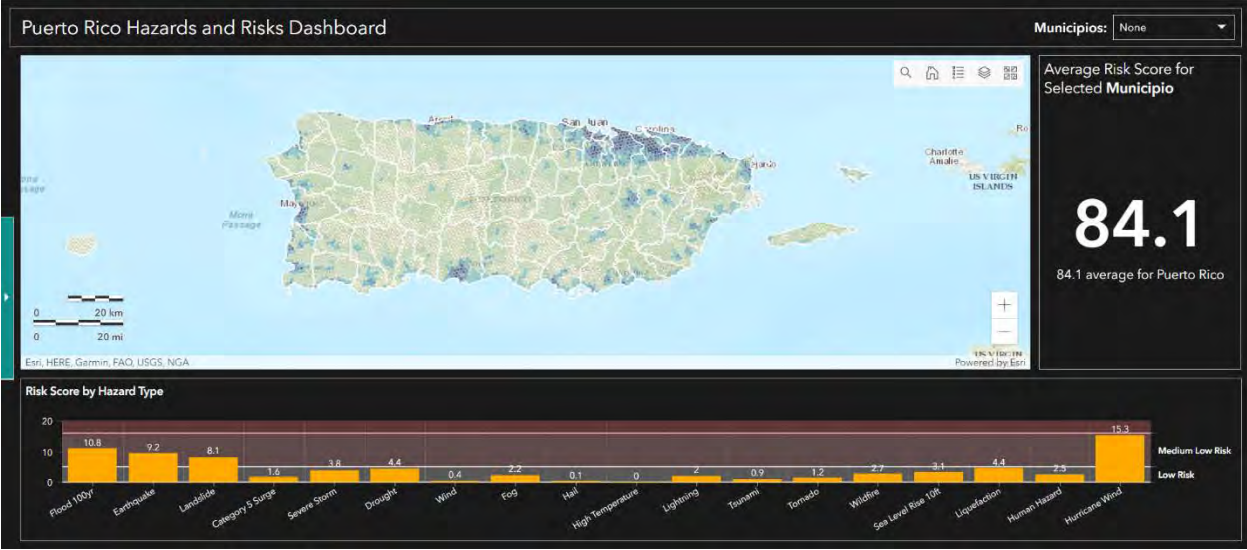 Puerto Rico Hazards and Risks Dashboard
Municipios: None
Average Risk Score for
Selected Municipio
84.1
84.1 average for Puerto Rico
San Juan
Charlotte
Amalie
US VIRGIN
ISLANDS
Mona
Passage
0 20 km
0 20 mi
Esri, HERE, Garmin, FAO, USGS, NGA
US VIRGIN
Powered by Esri
Risk Score by Hazard Type
20
10
0
10.8
9.2
8.1
1.6
3.8
4.4
0.4
2.2
0.1
0
2
0.9
1.2
2.7
3.1
4.4
2.5
15.3
Medium Low Risk
Low Risk
Flood 100yr
Earthquake
Landslide
Category 5 Surge
Severe Storm
Drought
Wind
Fog
Hail
High Temperature
Lightning
Tsunami
Tornado
Wildfire
Sea Level Rise 10ft
Liquefaction
Human Hazard
Hurricane Wind